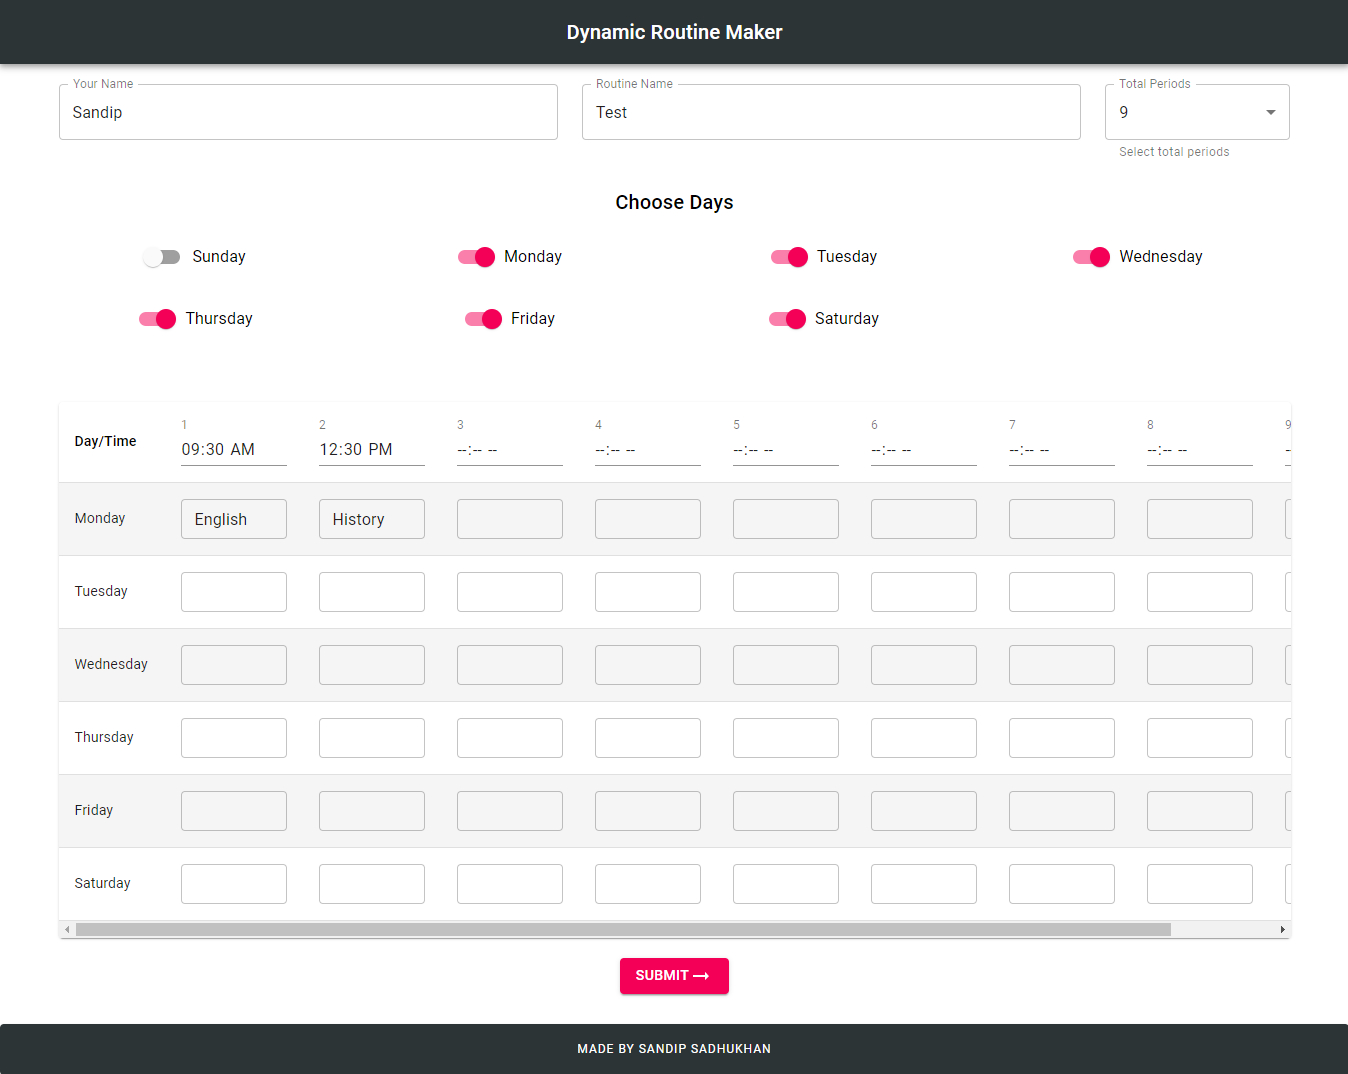 Dynamic Routine Maker
Your Name Routine Name Total Periods
Sandip Test 9
Select total periods
Choose Days
Sunday Monday Tuesday Wednesday
Thursday Friday Saturday
1 2 3 4 5 6 7 8 9
Day/Time
09:30 AM 12:30 PM --:-- -- --:-- -- --:-- -- --:-- -- --:-- -- --:-- --
Monday English History
Tuesday
Wednesday
Thursday
Friday
Saturday
SUBMIT →
MADE BY SANDIP SADHUKHAN